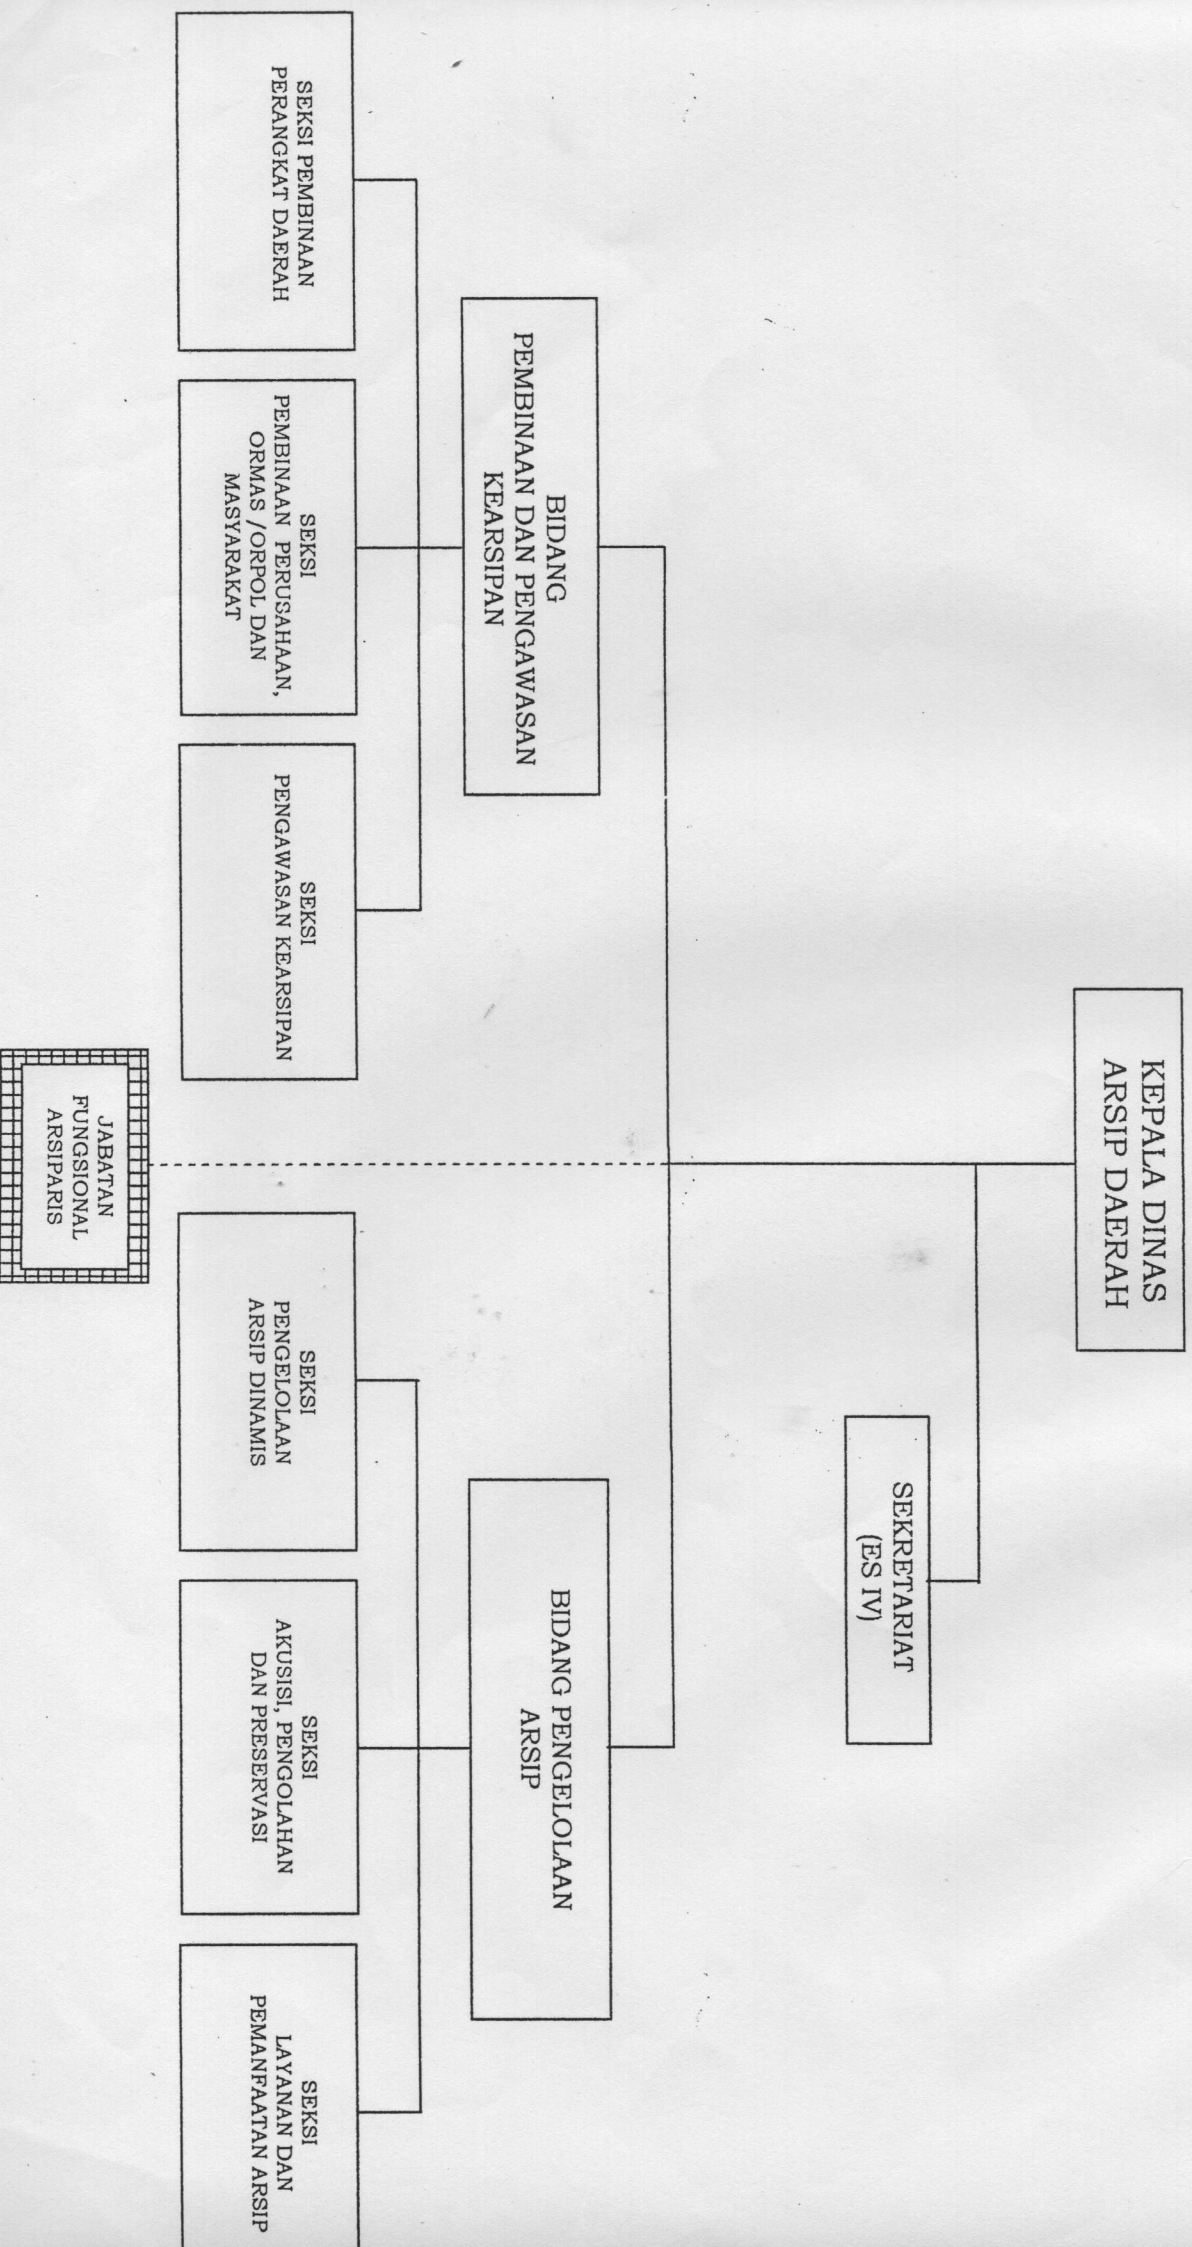 KEPALA DINAS
ARSIP DAERAH
SEKRETARIAT
(ES IV)
BIDANG
PEMBINAAN DAN PENGAWASAN
KEARSIPAN
BIDANG PENGELOLAAN
ARSIP
SEKSI PEMBINAAN
PERANGKAT DAERAH
SEKSI
PEMBINAAN PERUSAHAAN,
ORMAS /ORPOL DAN
MASYARAKAT
SEKSI
PENGAWASAN KEARSIPAN
SEKSI
PENGELOLAAN
ARSIP DINAMIS
SEKSI
AKUSISI, PENGOLAHAN
DAN PRESERVASI
SEKSI
LAYANAN DAN
PEMANFAATAN ARSIP
JABATAN
FUNGSIONAL
ARSIPARIS